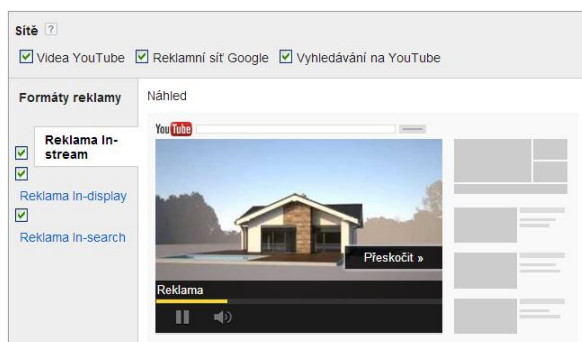 Sítě ?
Videa YouTube Reklamní síť Google Vyhledávání na YouTube
Formáty reklamy
Náhled
Reklama In-
stream
Reklama In-display
Reklama In-search
YouTube
Přeskočit »
Reklama